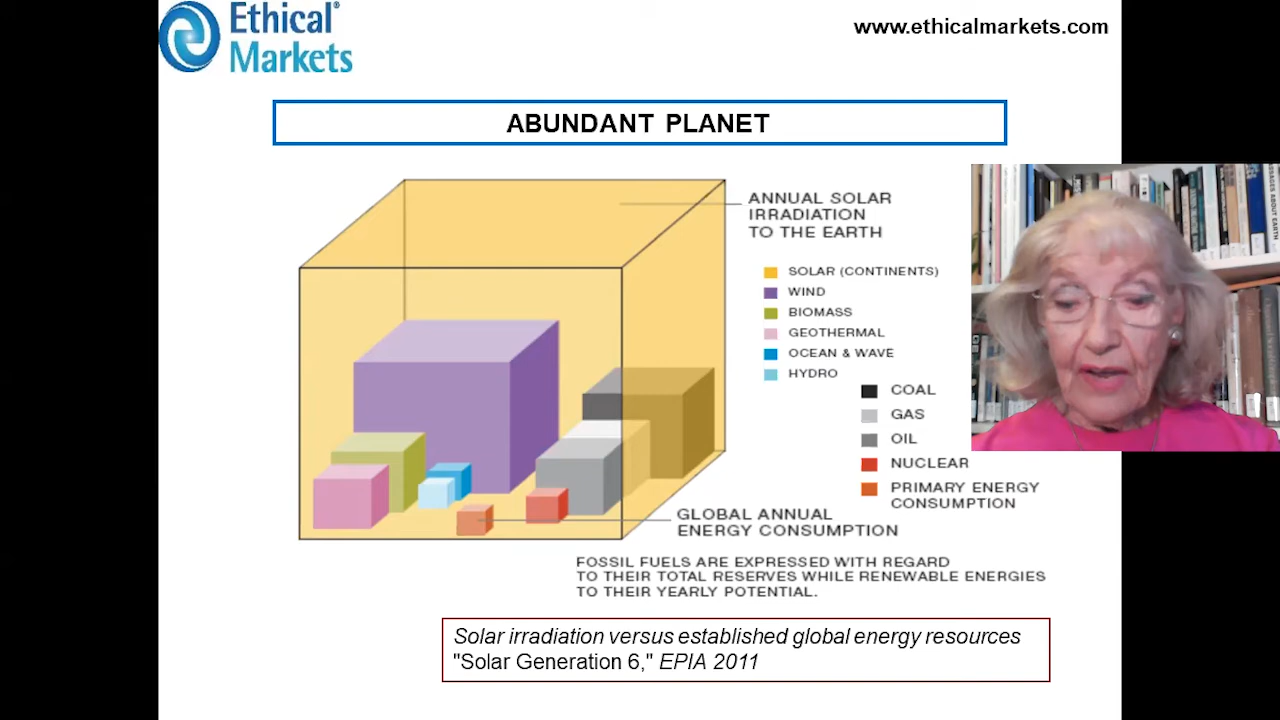 Ethical®
Markets
www.ethicalmarkets.com
ABUNDANT PLANET
ANNUAL SOLAR
IRRADIATION
TO THE EARTH
SOLAR (CONTINENTS)
WIND
BIOMASS
GEOTHERMAL
OCEAN & WAVE
HYDRO
COAL
GAS
OIL
NUCLEAR
PRIMARY ENERGY
CONSUMPTION
GLOBAL ANNUAL
ENERGY CONSUMPTION
FOSSIL FUELS ARE EXPRESSED WITH REGARD
TO THEIR TOTAL RESERVES WHILE RENEWABLE ENERGIES
TO THEIR YEARLY POTENTIAL.
Solar irradiation versus established global energy resources
"Solar Generation 6," EPIA 2011